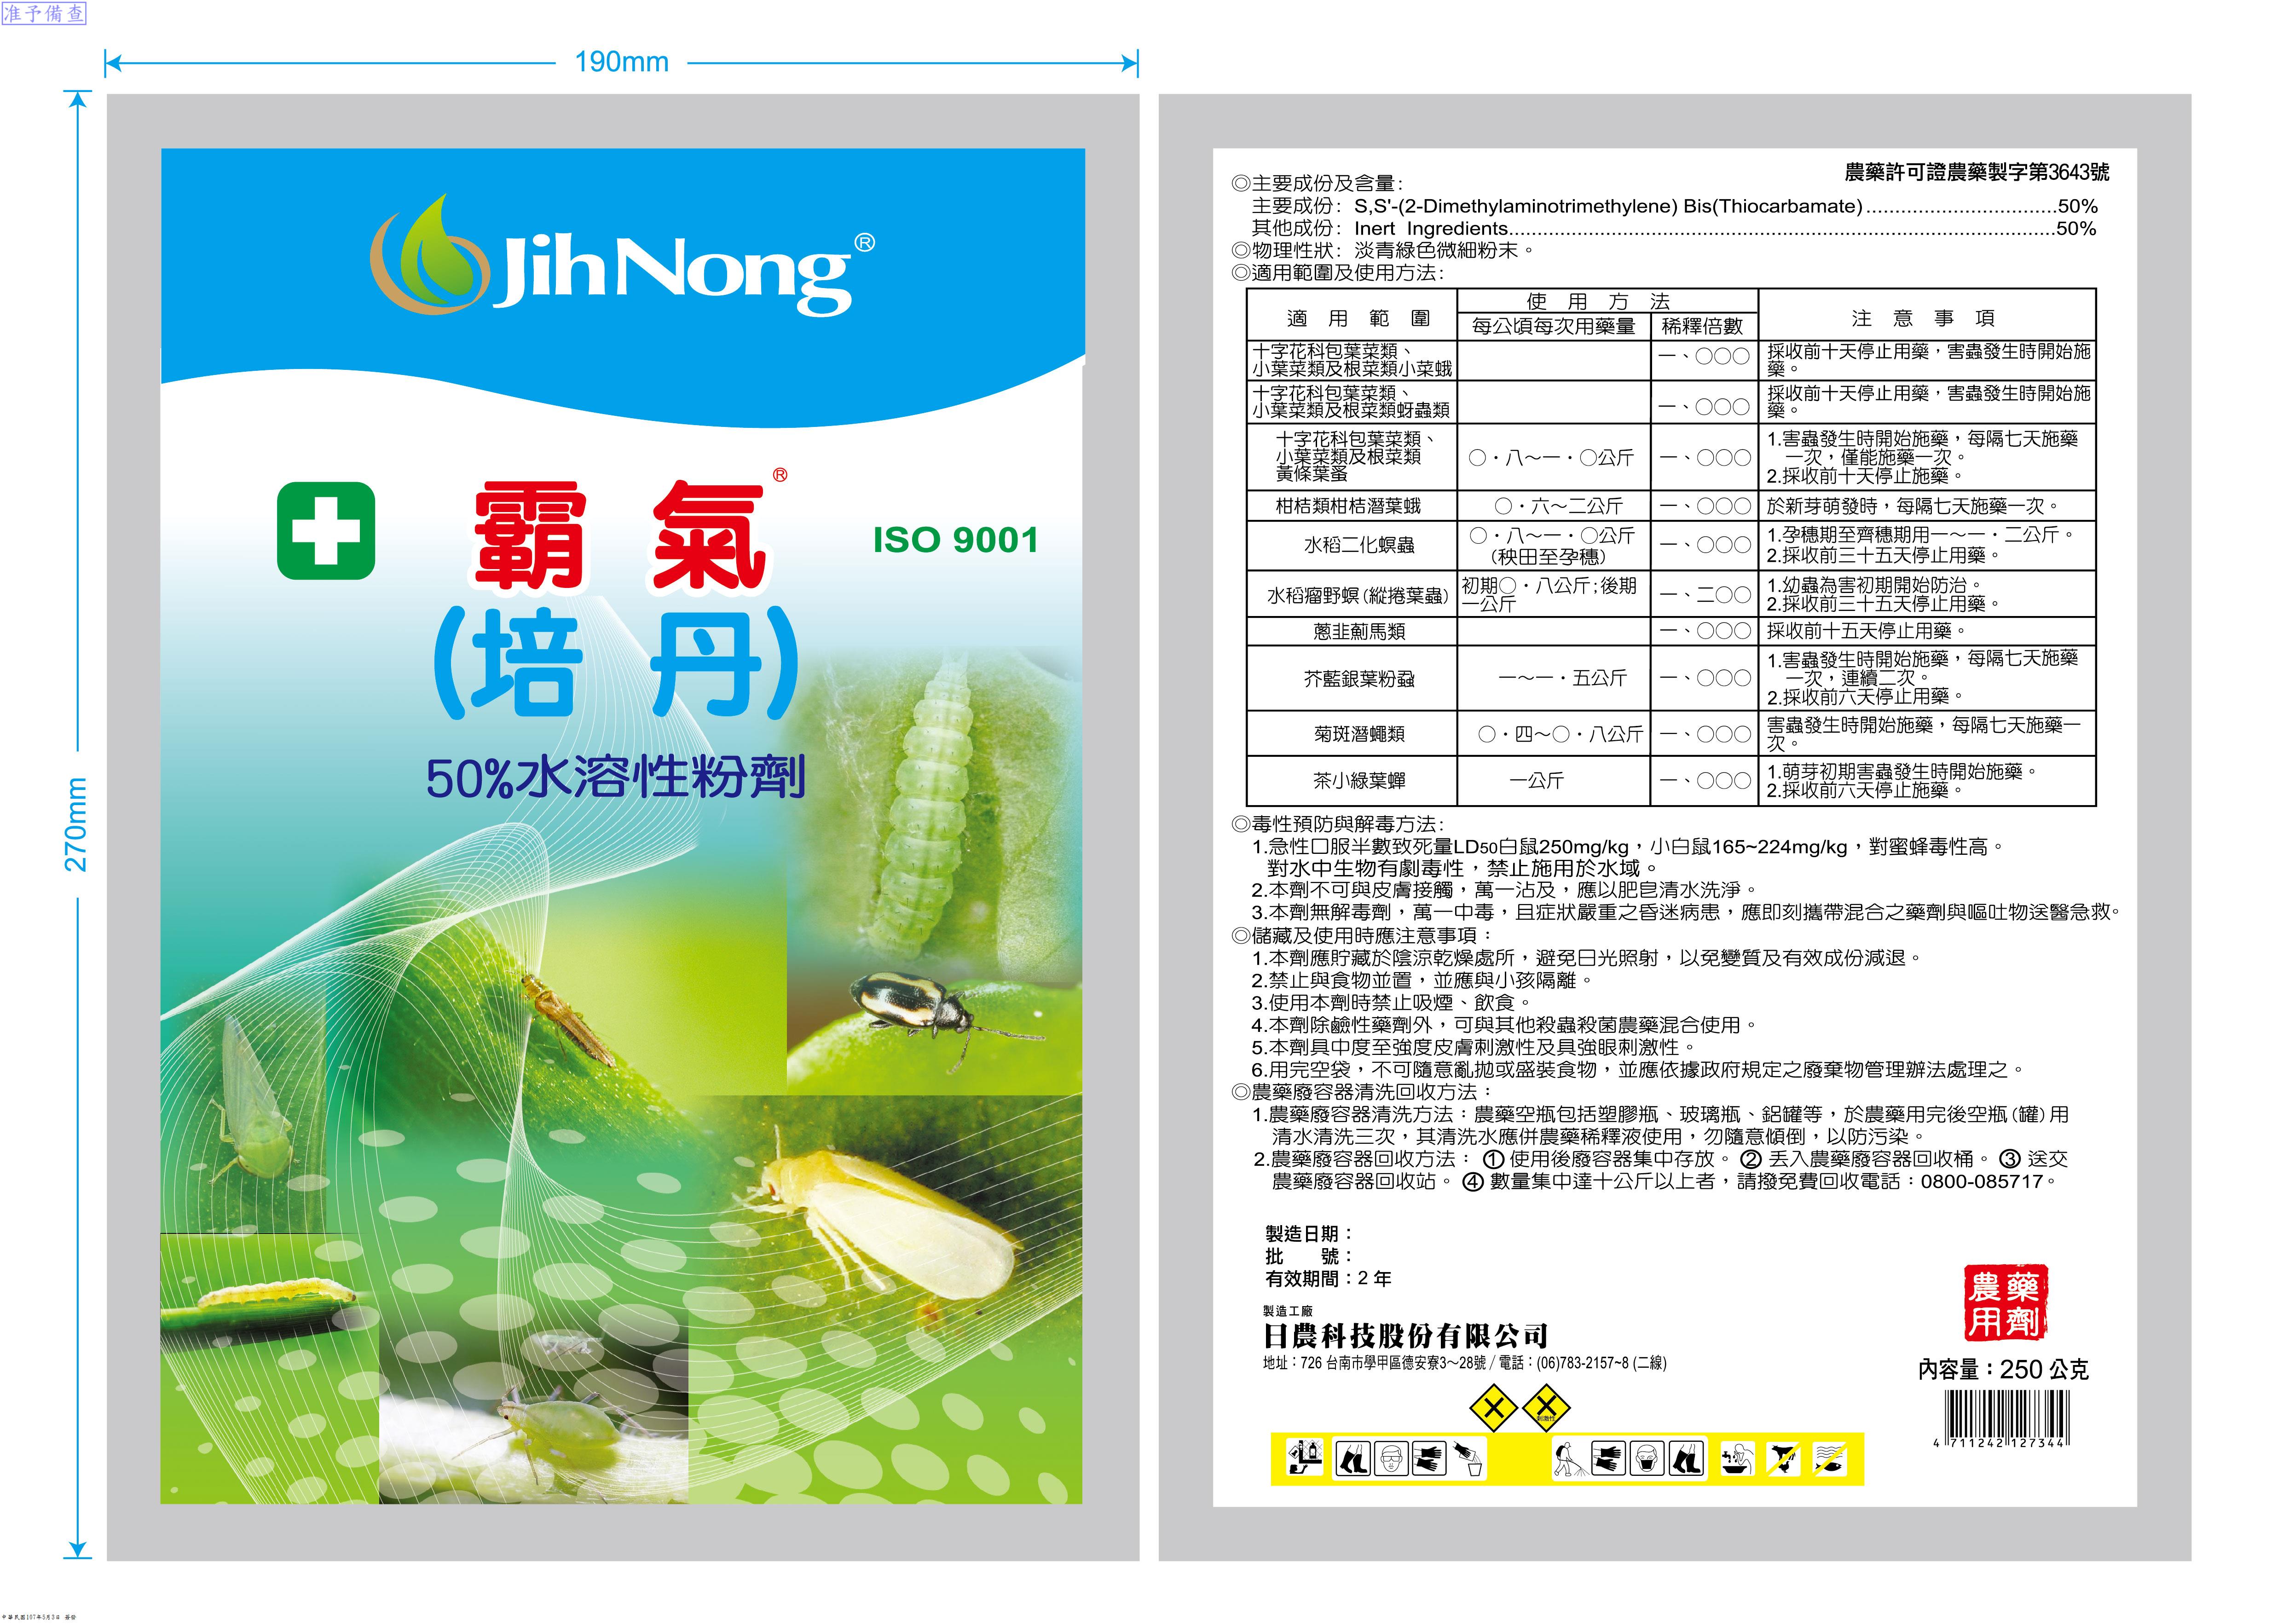 准予備查
190mm
270mm
JihNong®
霸氣®
ISO 9001
(培丹)
50%水溶性粉劑
農藥許可證農藥製字第3643號
◎主要成份及含量:
主要成份: S,S'-(2-Dimethylaminotrimethylene) Bis(Thiocarbamate).................................50%
其他成份: Inert Ingredients..............................................................................................50%
◎物理性狀: 淡青綠色微細粉末。
◎適用範圍及使用方法:
適用範圍 使用方法 注意事項
每公頃每次用藥量 稀釋倍數
十字花科包葉菜類、 一、○○○ 採收前十天停止用藥，害蟲發生時開始施
小葉菜類及根菜類小菜蛾 藥。
十字花科包葉菜類、 採收前十天停止用藥，害蟲發生時開始施
小葉菜類及根菜類蚜蟲類 一、○○○ 藥。
十字花科包葉菜類、 1.害蟲發生時開始施藥，每隔七天施藥
小葉菜類及根菜類 ○．八～一．○公斤 一、○○○ 一次，僅能施藥一次。
黃條葉蚤 2.採收前十天停止施藥。
柑桔類柑桔潛葉蛾 ○．六～二公斤 一、○○○ 於新芽萌發時，每隔七天施藥一次。
水稻二化螟蟲 ○．八～一．○公斤 一、○○○ 1.孕穗期至齊穗期用一～一．二公斤。
(秧田至孕穗) 2.採收前三十五天停止用藥。
水稻瘤野螟(縱捲葉蟲) 初期○．八公斤;後期 一、二○○ 1.幼蟲為害初期開始防治。
一公斤 2.採收前三十五天停止用藥。
蔥韭薊馬類 一、○○○ 採收前十五天停止用藥。
芥藍銀葉粉蝨 一～一．五公斤 一、○○○ 1.害蟲發生時開始施藥，每隔七天施藥
一次，連續二次。
2.採收前六天停止用藥。
菊斑潛蠅類 ○．四～○．八公斤 一、○○○ 害蟲發生時開始施藥，每隔七天施藥一
次。
茶小綠葉蟬 一公斤 一、○○○ 1.萌芽初期害蟲發生時開始施藥。
2.採收前六天停止施藥。
◎毒性預防與解毒方法:
1.急性口服半數致死量LD50白鼠250mg/kg，小白鼠165~224mg/kg，對蜜蜂毒性高。
對水中生物有劇毒性，禁止施用於水域。
2.本劑不可與皮膚接觸，萬一沾及，應以肥皂清水洗淨。
3.本劑無解毒劑，萬一中毒，且症狀嚴重之昏迷病患，應即刻攜帶混合之藥劑與嘔吐物送醫急救。
◎儲藏及使用時應注意事項：
1.本劑應貯藏於陰涼乾燥處所，避免日光照射，以免變質及有效成份減退。
2.禁止與食物並置，並應與小孩隔離。
3.使用本劑時禁止吸煙、飲食。
4.本劑除鹼性藥劑外，可與其他殺蟲殺菌農藥混合使用。
5.本劑具中度至強度皮膚刺激性及具強眼刺激性。
6.用完空袋，不可隨意亂拋或盛裝食物，並應依據政府規定之廢棄物管理辦法處理之。
◎農藥廢容器清洗回收方法：
1.農藥廢容器清洗方法：農藥空瓶包括塑膠瓶、玻璃瓶、鋁罐等，於農藥用完後空瓶(罐)用
清水清洗三次，其清洗水應併農藥稀釋液使用，勿隨意傾倒，以防污染。
2.農藥廢容器回收方法：① 使用後廢容器集中存放。② 丟入農藥廢容器回收桶。③ 送交
農藥廢容器回收站。④ 數量集中達十公斤以上者，請撥免費回收電話：0800-085717。
製造日期：
批　　號：
有效期間：2 年
製造工廠
日農科技股份有限公司
地址：726 台南市學甲區德安寮3～28號 / 電話：(06)783-2157~8 (二線)
農藥
用劑
內容量：250 公克
4 711242 127344
刺激性
中華民國107年5月3日 簽發